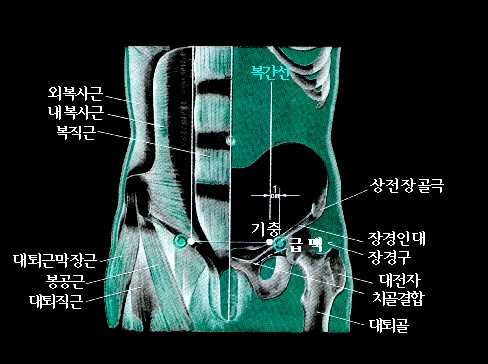 복간선
외복사근
내복사근
복직근
1
cm
상전장골극
기충
급맥
장경인대
장경구
대퇴근막장근
봉공근
대퇴직근
대전자
치골결합
대퇴골